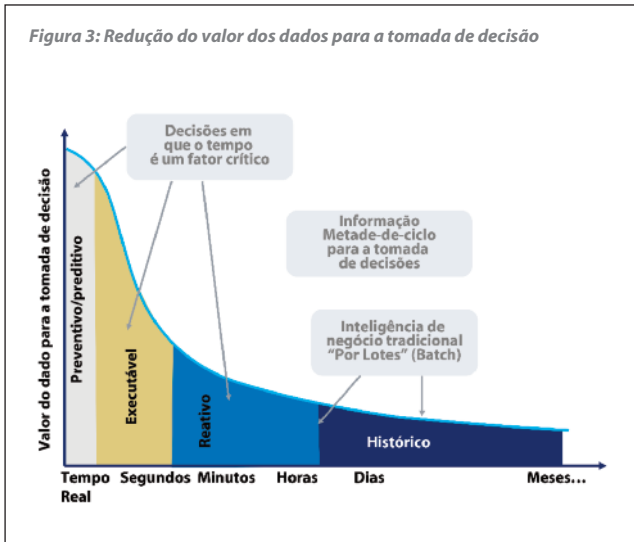 Figura 3: Redução do valor dos dados para a tomada de decisão
Decisões em
que o tempo
é um fator crítico
Informação
Metade-de-ciclo
para a tomada
de decisões
Inteligência de
negócio tradicional
"Por Lotes" (Batch)
Valor do dado para a tomada de decisão
Preventivo/preditivo
Executável
Reativo
Histórico
Tempo
Real
Segundos
Minutos
Horas
Dias
Meses...